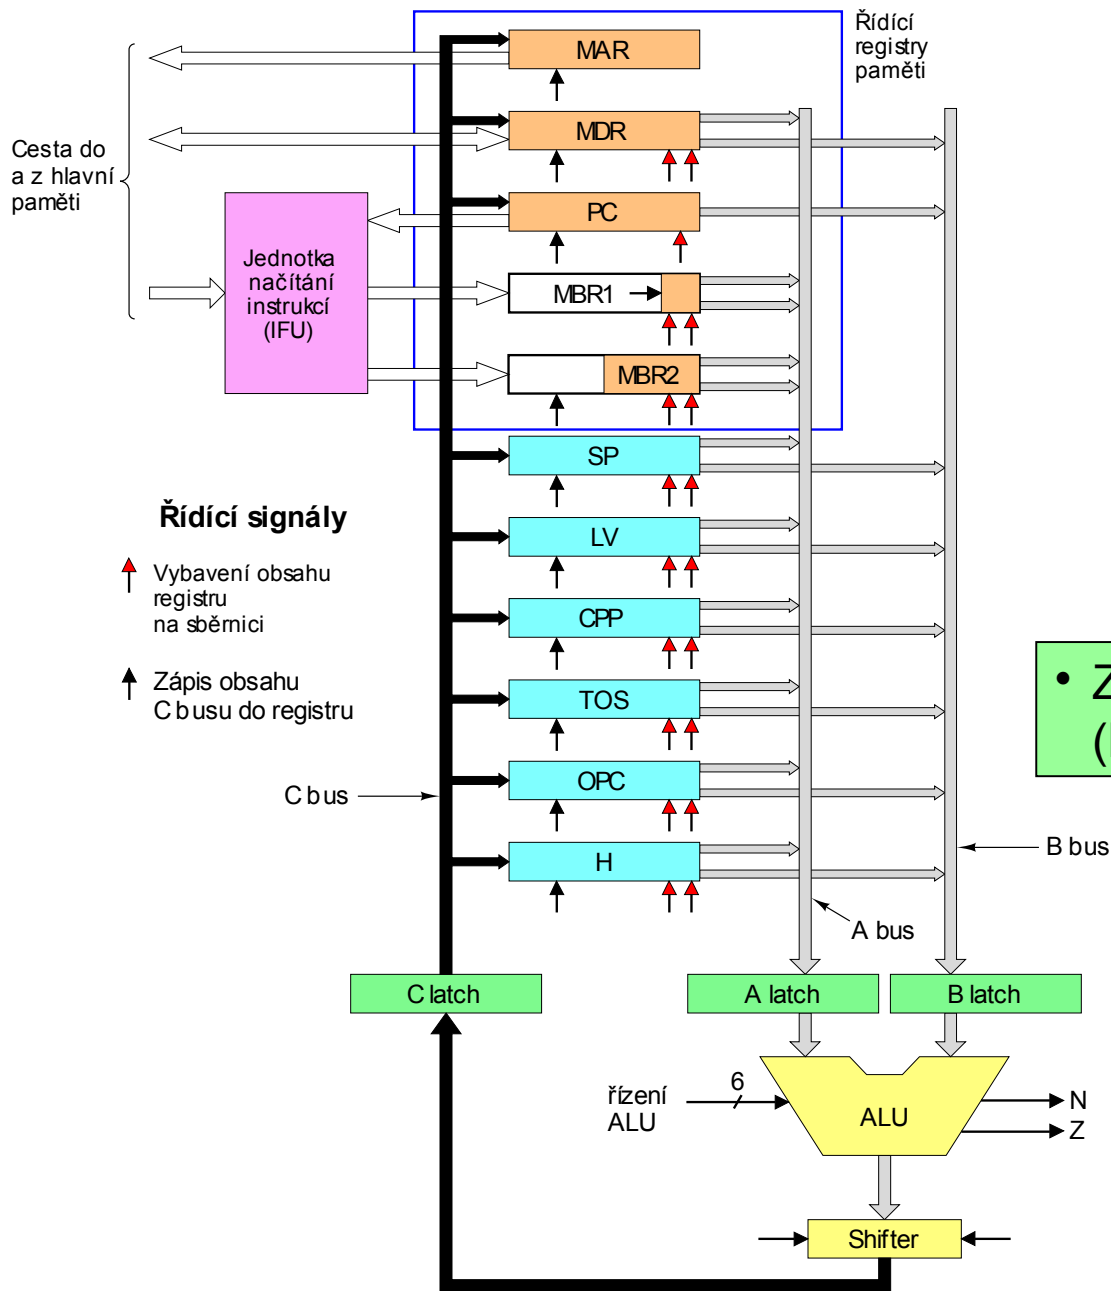 Řídící
registry
paměti
MAR
MDR
Cesta do
a z hlavní
paměti
PC
Jednotka
načítání
instrukcí
(IFU)
MBR1
MBR2
SP
Řídící signály
LV
Vybavení obsahu
registru
na sběrnici
CPP
Zápis obsahu
C busu do registru
TOS
• Z
(
OPC
C bus
H
B bus
A bus
C latch
A latch
B latch
řízení
ALU
6
ALU
N
Z
Shifter